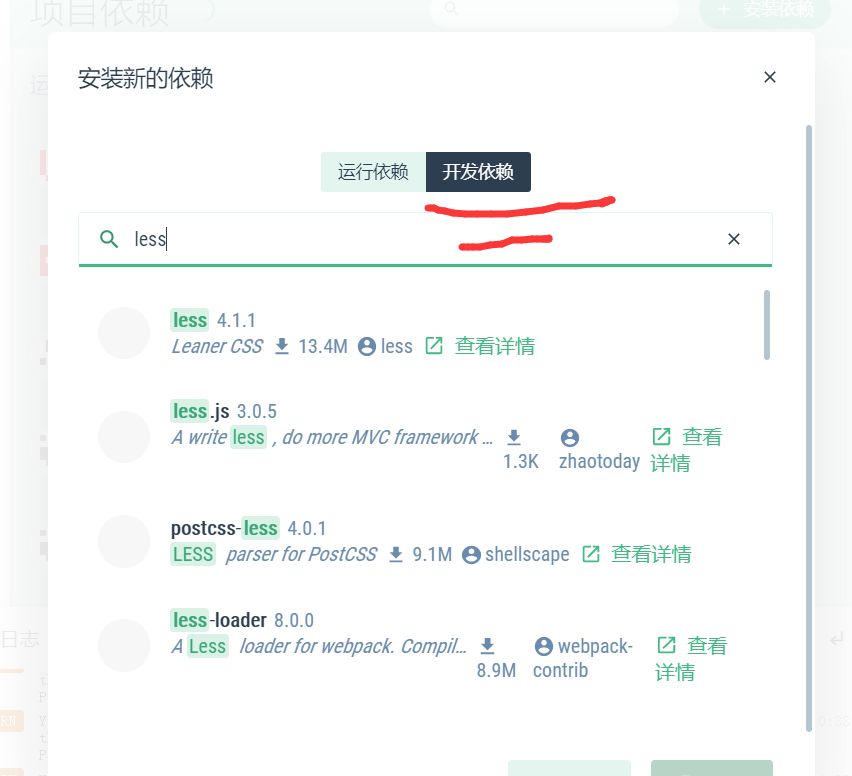 项目依赖
安装依赖
安装新的依赖
运行依赖 开发依赖
less
less 4.1.1
Leaner CSS 13.4M less 查看详情
less.js 3.0.5
A write less , do more MVC framework ... 1.3K zhaotoday 查看详情
postcss-less 4.0.1
LESS parser for PostCSS 9.1M shellscape 查看详情
less-loader 8.0.0
A Less loader for webpack. Compil... 8.9M webpack-contrib 查看详情
日志